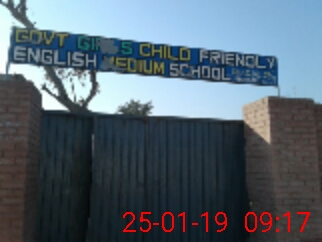 GOVT GIRLS CHILD FRIENDLY
ENGLISH MEDIUM SCHOOL
25-01-19 09:17